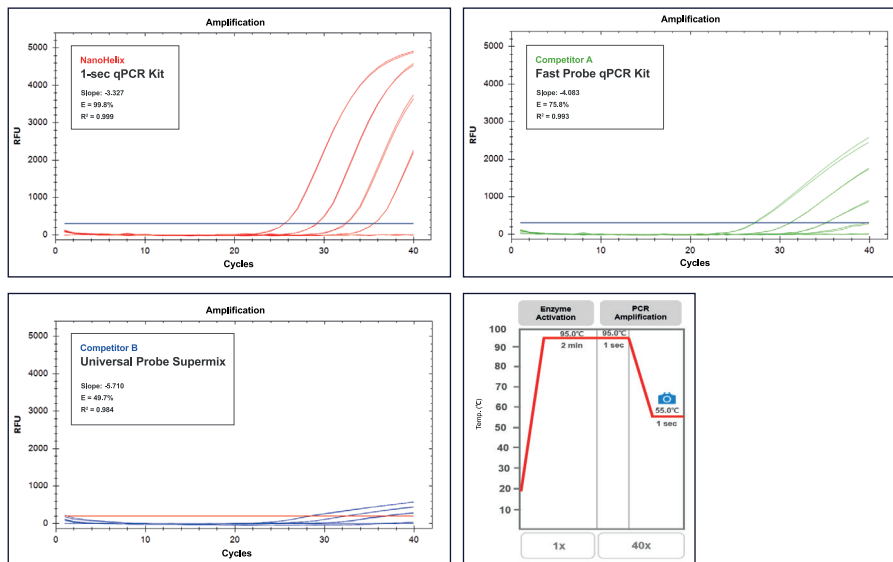 Amplification
NanoHelix
1-sec qPCR Kit
Slope: -3.327
E = 99.8%
R² = 0.999
RFU
5000
4000
3000
2000
1000
0
0
10
20
30
40
Cycles
Amplification
Competitor A
Fast Probe qPCR Kit
Slope: -4.083
E = 75.8%
R² = 0.993
RFU
5000
4000
3000
2000
1000
0
0
10
20
30
40
Cycles
Amplification
Competitor B
Universal Probe Supermix
Slope: -5.710
E = 49.7%
R² = 0.984
RFU
5000
4000
3000
2000
1000
0
0
10
20
30
40
Cycles
Enzyme
Activation
PCR
Amplification
Temp. (℃)
100
90
80
70
60
50
40
30
20
10
95.0℃
2 min
95.0℃
1 sec
55.0℃
1 sec
1x
40x